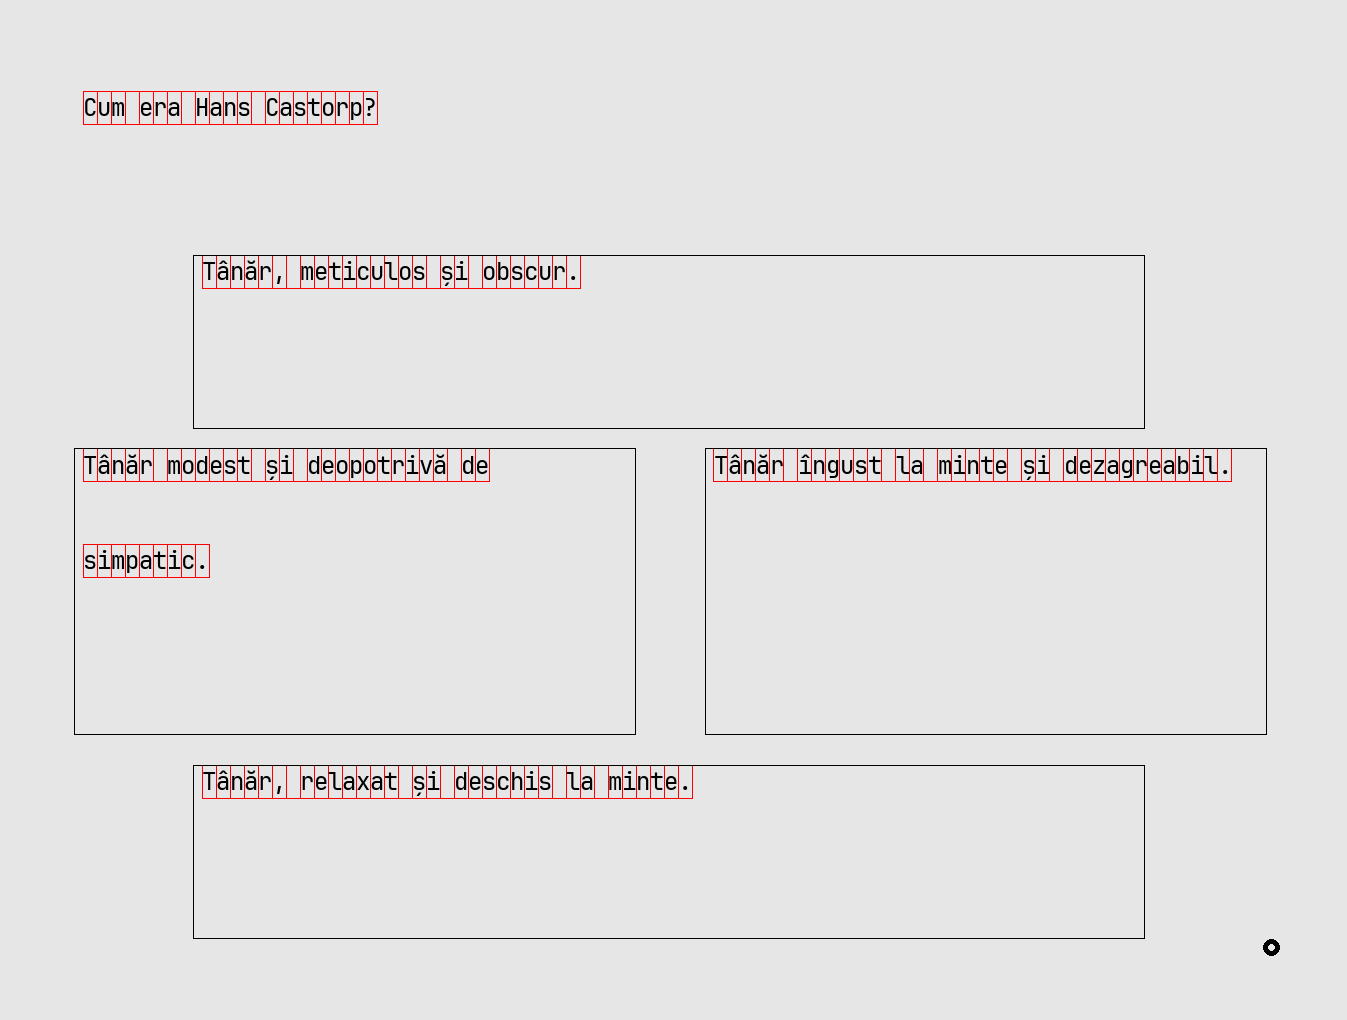 Cum era Hans Castorp?
Tânăr, meticulos și obscur.
Tânăr modest și deopotrivă de
simpatic.
Tânăr îngust la minte și dezagreabil.
Tânăr, relaxat și deschis la minte.